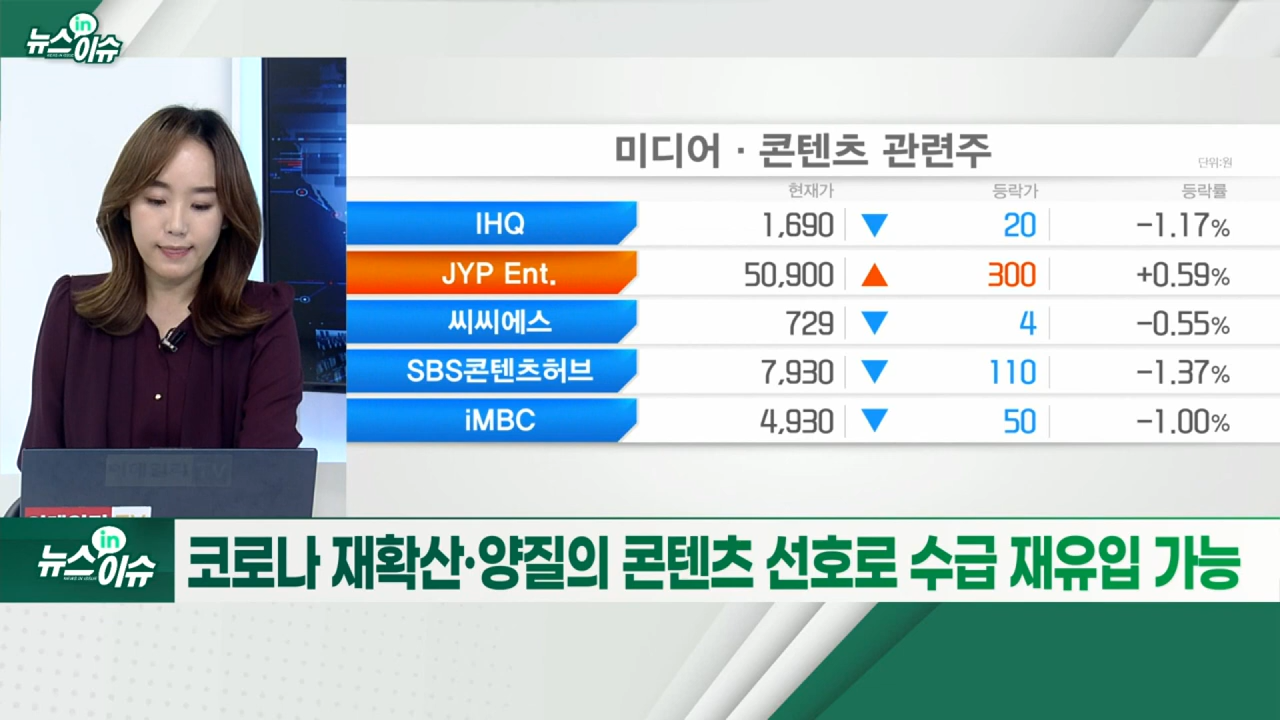 뉴스in이슈
미디어 · 콘텐츠 관련주
단위:원
현재가 등락가 등락률
IHQ 1,690 ▼ 20 -1.17%
JYP Ent. 50,900 ▲ 300 +0.59%
씨씨에스 729 ▼ 4 -0.55%
SBS콘텐츠허브 7,930 ▼ 110 -1.37%
iMBC 4,930 ▼ 50 -1.00%
뉴스in이슈
NEWS IN ISSUE
코로나 재확산·양질의 콘텐츠 선호로 수급 재유입 가능